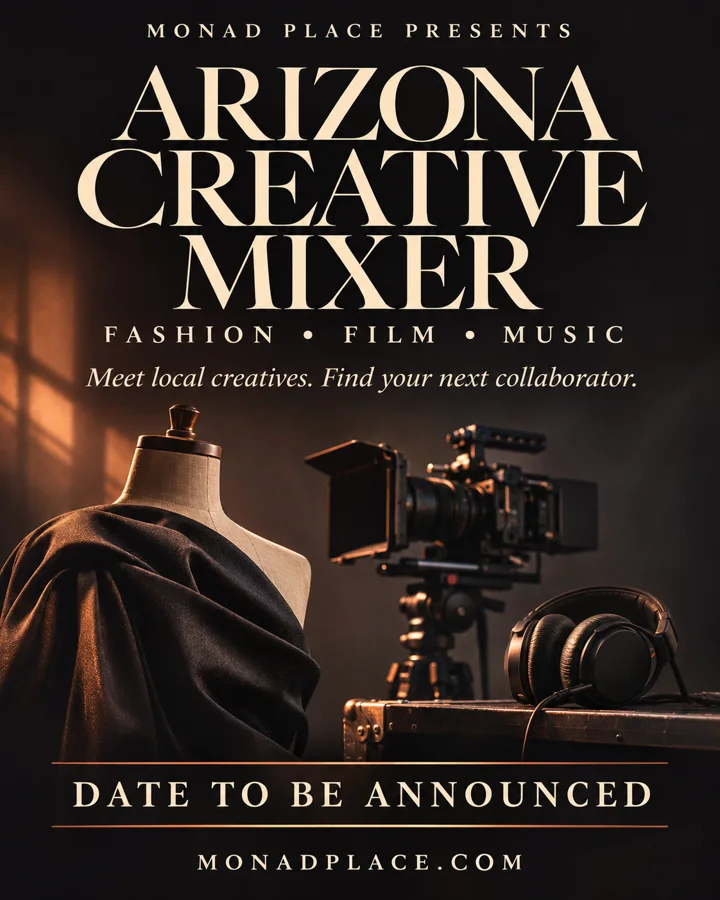 MONAD PLACE PRESENTS
ARIZONA
CREATIVE
MIXER
FASHION • FILM • MUSIC
Meet local creatives. Find your next collaborator.
DATE TO BE ANNOUNCED
MONADPLACE.COM